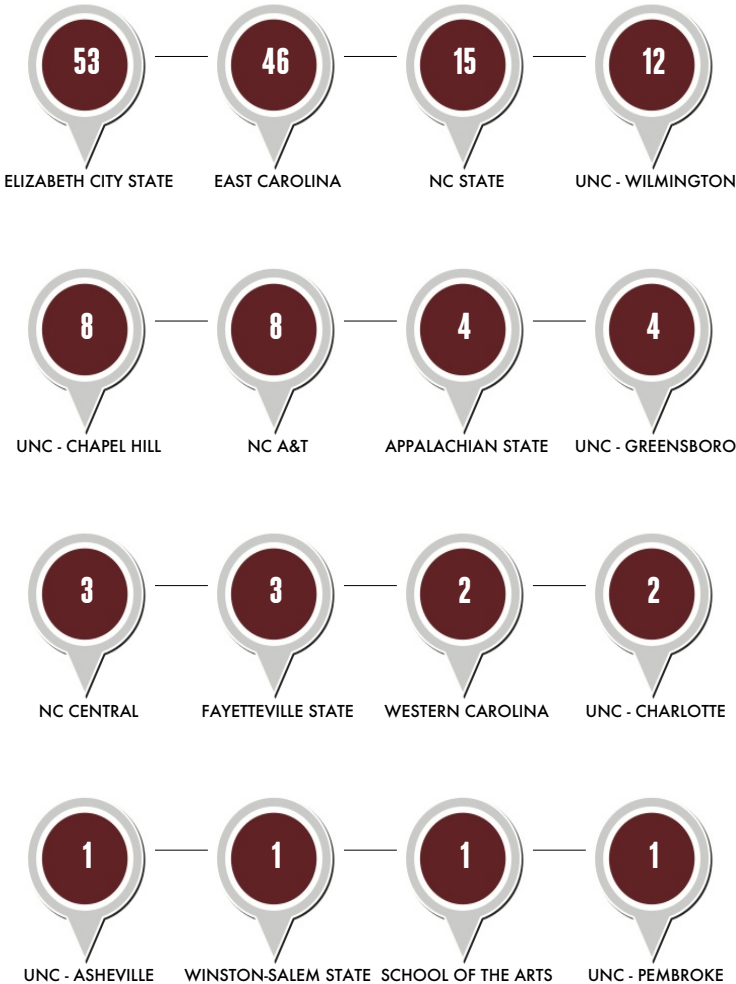 53 46 15 12
ELIZABETH CITY STATE EAST CAROLINA NC STATE UNC - WILMINGTON
8 8 4 4
UNC - CHAPEL HILL NC A&T APPALACHIAN STATE UNC - GREENSBORO
3 3 2 2
NC CENTRAL FAYETTEVILLE STATE WESTERN CAROLINA UNC - CHARLOTTE
1 1 1 1
UNC - ASHEVILLE WINSTON-SALEM STATE SCHOOL OF THE ARTS UNC - PEMBROKE